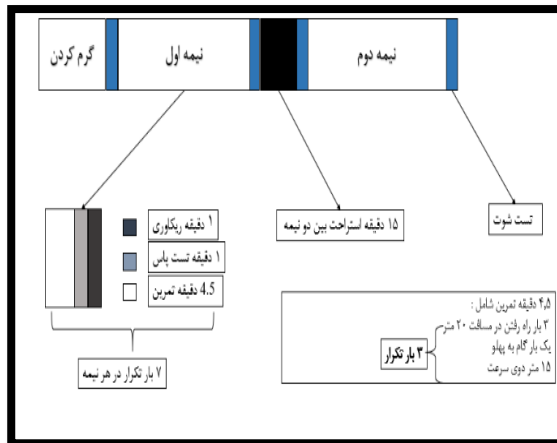 گرم کردن
نیمه اول
نیمه دوم
۱ دقیقه ریکاوری
۱ دقیقه تست پاس
4.5 دقیقه تمرین
۷ بار تکرار در هر نیمه
۱۵ دقیقه استراحت بین دو نیمه
تست شوت
۴٫۵ دقیقه تمرین شامل :
۳ بار راه رفتن در مسافت ۲۰ متر
یک بار گام به پهلو
۱۵ متر دوی سرعت
۳ بار تکرار